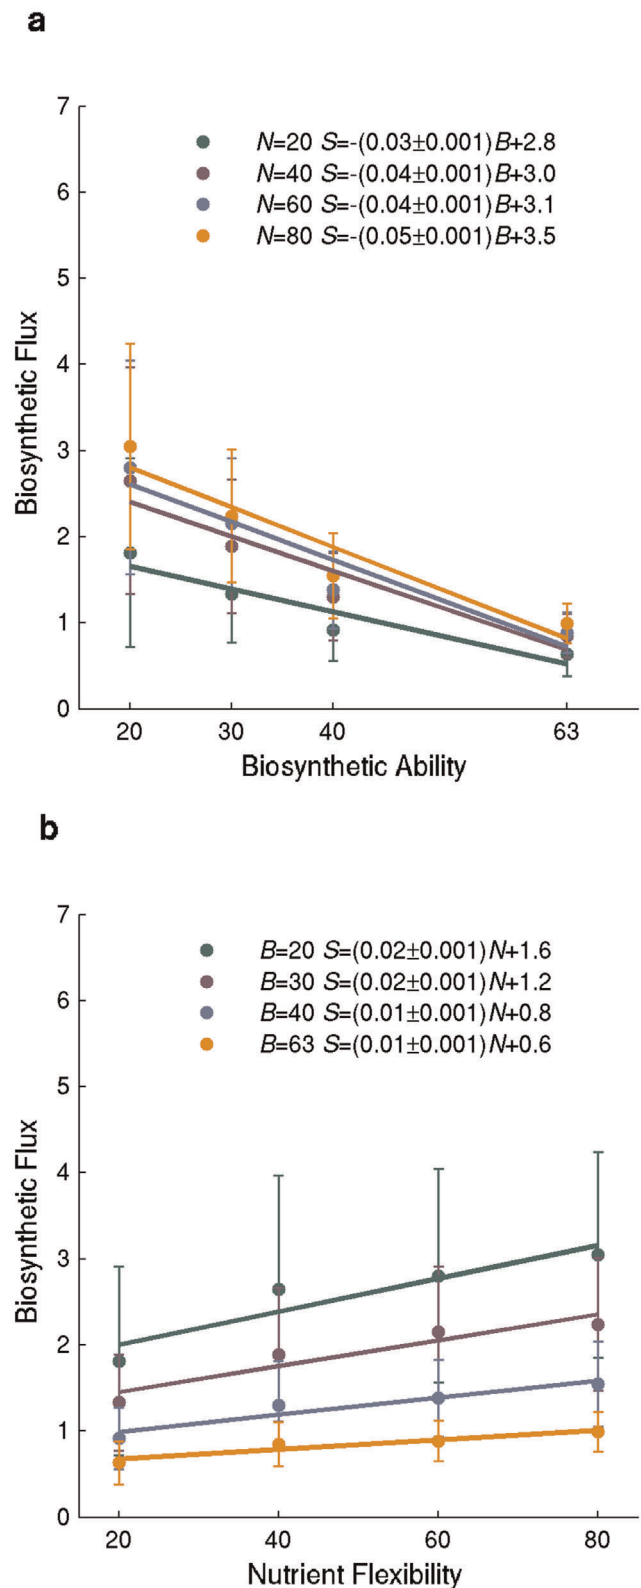 a
7
6
5
4
3
2
1
0
Biosynthetic Flux
N=20 S=-(0.03±0.001)B+2.8
N=40 S=-(0.04±0.001)B+3.0
N=60 S=-(0.04±0.001)B+3.1
N=80 S=-(0.05±0.001)B+3.5
20 30 40 63
Biosynthetic Ability
b
7
6
5
4
3
2
1
0
Biosynthetic Flux
B=20 S=(0.02±0.001)N+1.6
B=30 S=(0.02±0.001)N+1.2
B=40 S=(0.01±0.001)N+0.8
B=63 S=(0.01±0.001)N+0.6
20 40 60 80
Nutrient Flexibility